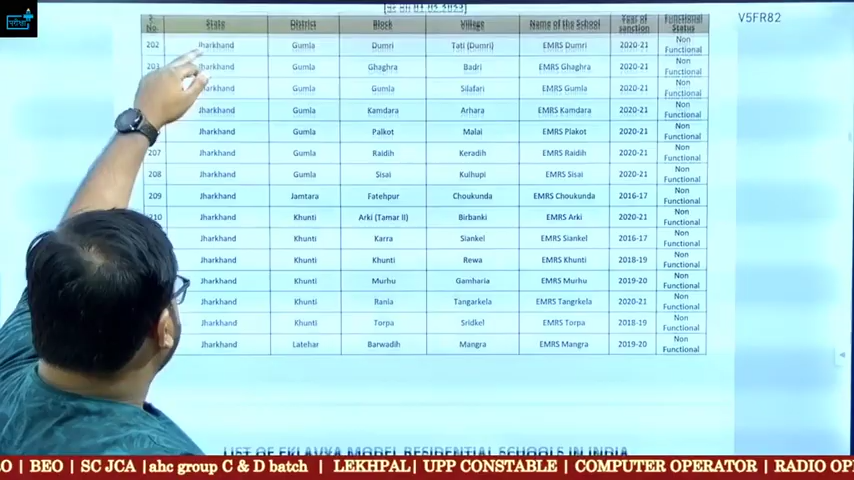 V5FR82
S. No. State District Block Village Name of the School Year of sanction Functional Status
202 Jharkhand Gumla Dumri Tati (Dumri) EMRS Dumri 2020-21 Non Functional
203 Jharkhand Gumla Ghaghra Badri EMRS Ghaghra 2020-21 Non Functional
Jharkhand Gumla Gumla Silafari EMRS Gumla 2020-21 Non Functional
Jharkhand Gumla Kamdara Arhara EMRS Kamdara 2020-21 Non Functional
Jharkhand Gumla Palkot Malai EMRS Plakot 2020-21 Non Functional
207 Jharkhand Gumla Raidih Keradih EMRS Raidih 2020-21 Non Functional
208 Jharkhand Gumla Sisai Kulhupi EMRS Sisai 2020-21 Non Functional
209 Jharkhand Jamtara Fatehpur Choukunda EMRS Choukunda 2016-17 Non Functional
210 Jharkhand Khunti Arki (Tamar II) Birbanki EMRS Arki 2020-21 Non Functional
Jharkhand Khunti Karra Siankel EMRS Siankel 2016-17 Non Functional
Jharkhand Khunti Khunti Rewa EMRS Khunti 2018-19 Non Functional
Jharkhand Khunti Murhu Gamharia EMRS Murhu 2019-20 Non Functional
Jharkhand Khunti Rania Tangarkela EMRS Tangrkela 2020-21 Non Functional
Jharkhand Khunti Torpa Sridkel EMRS Torpa 2018-19 Non Functional
Jharkhand Latehar Barwadih Mangra EMRS Mangra 2019-20 Non Functional
LIST OF EKLAVYA MODEL RESIDENTIAL SCHOOLS IN INDIA
O | BEO | SC JCA |ahc group C & D batch | LEKHPAL| UPP CONSTABLE | COMPUTER OPERATOR | RADIO OP